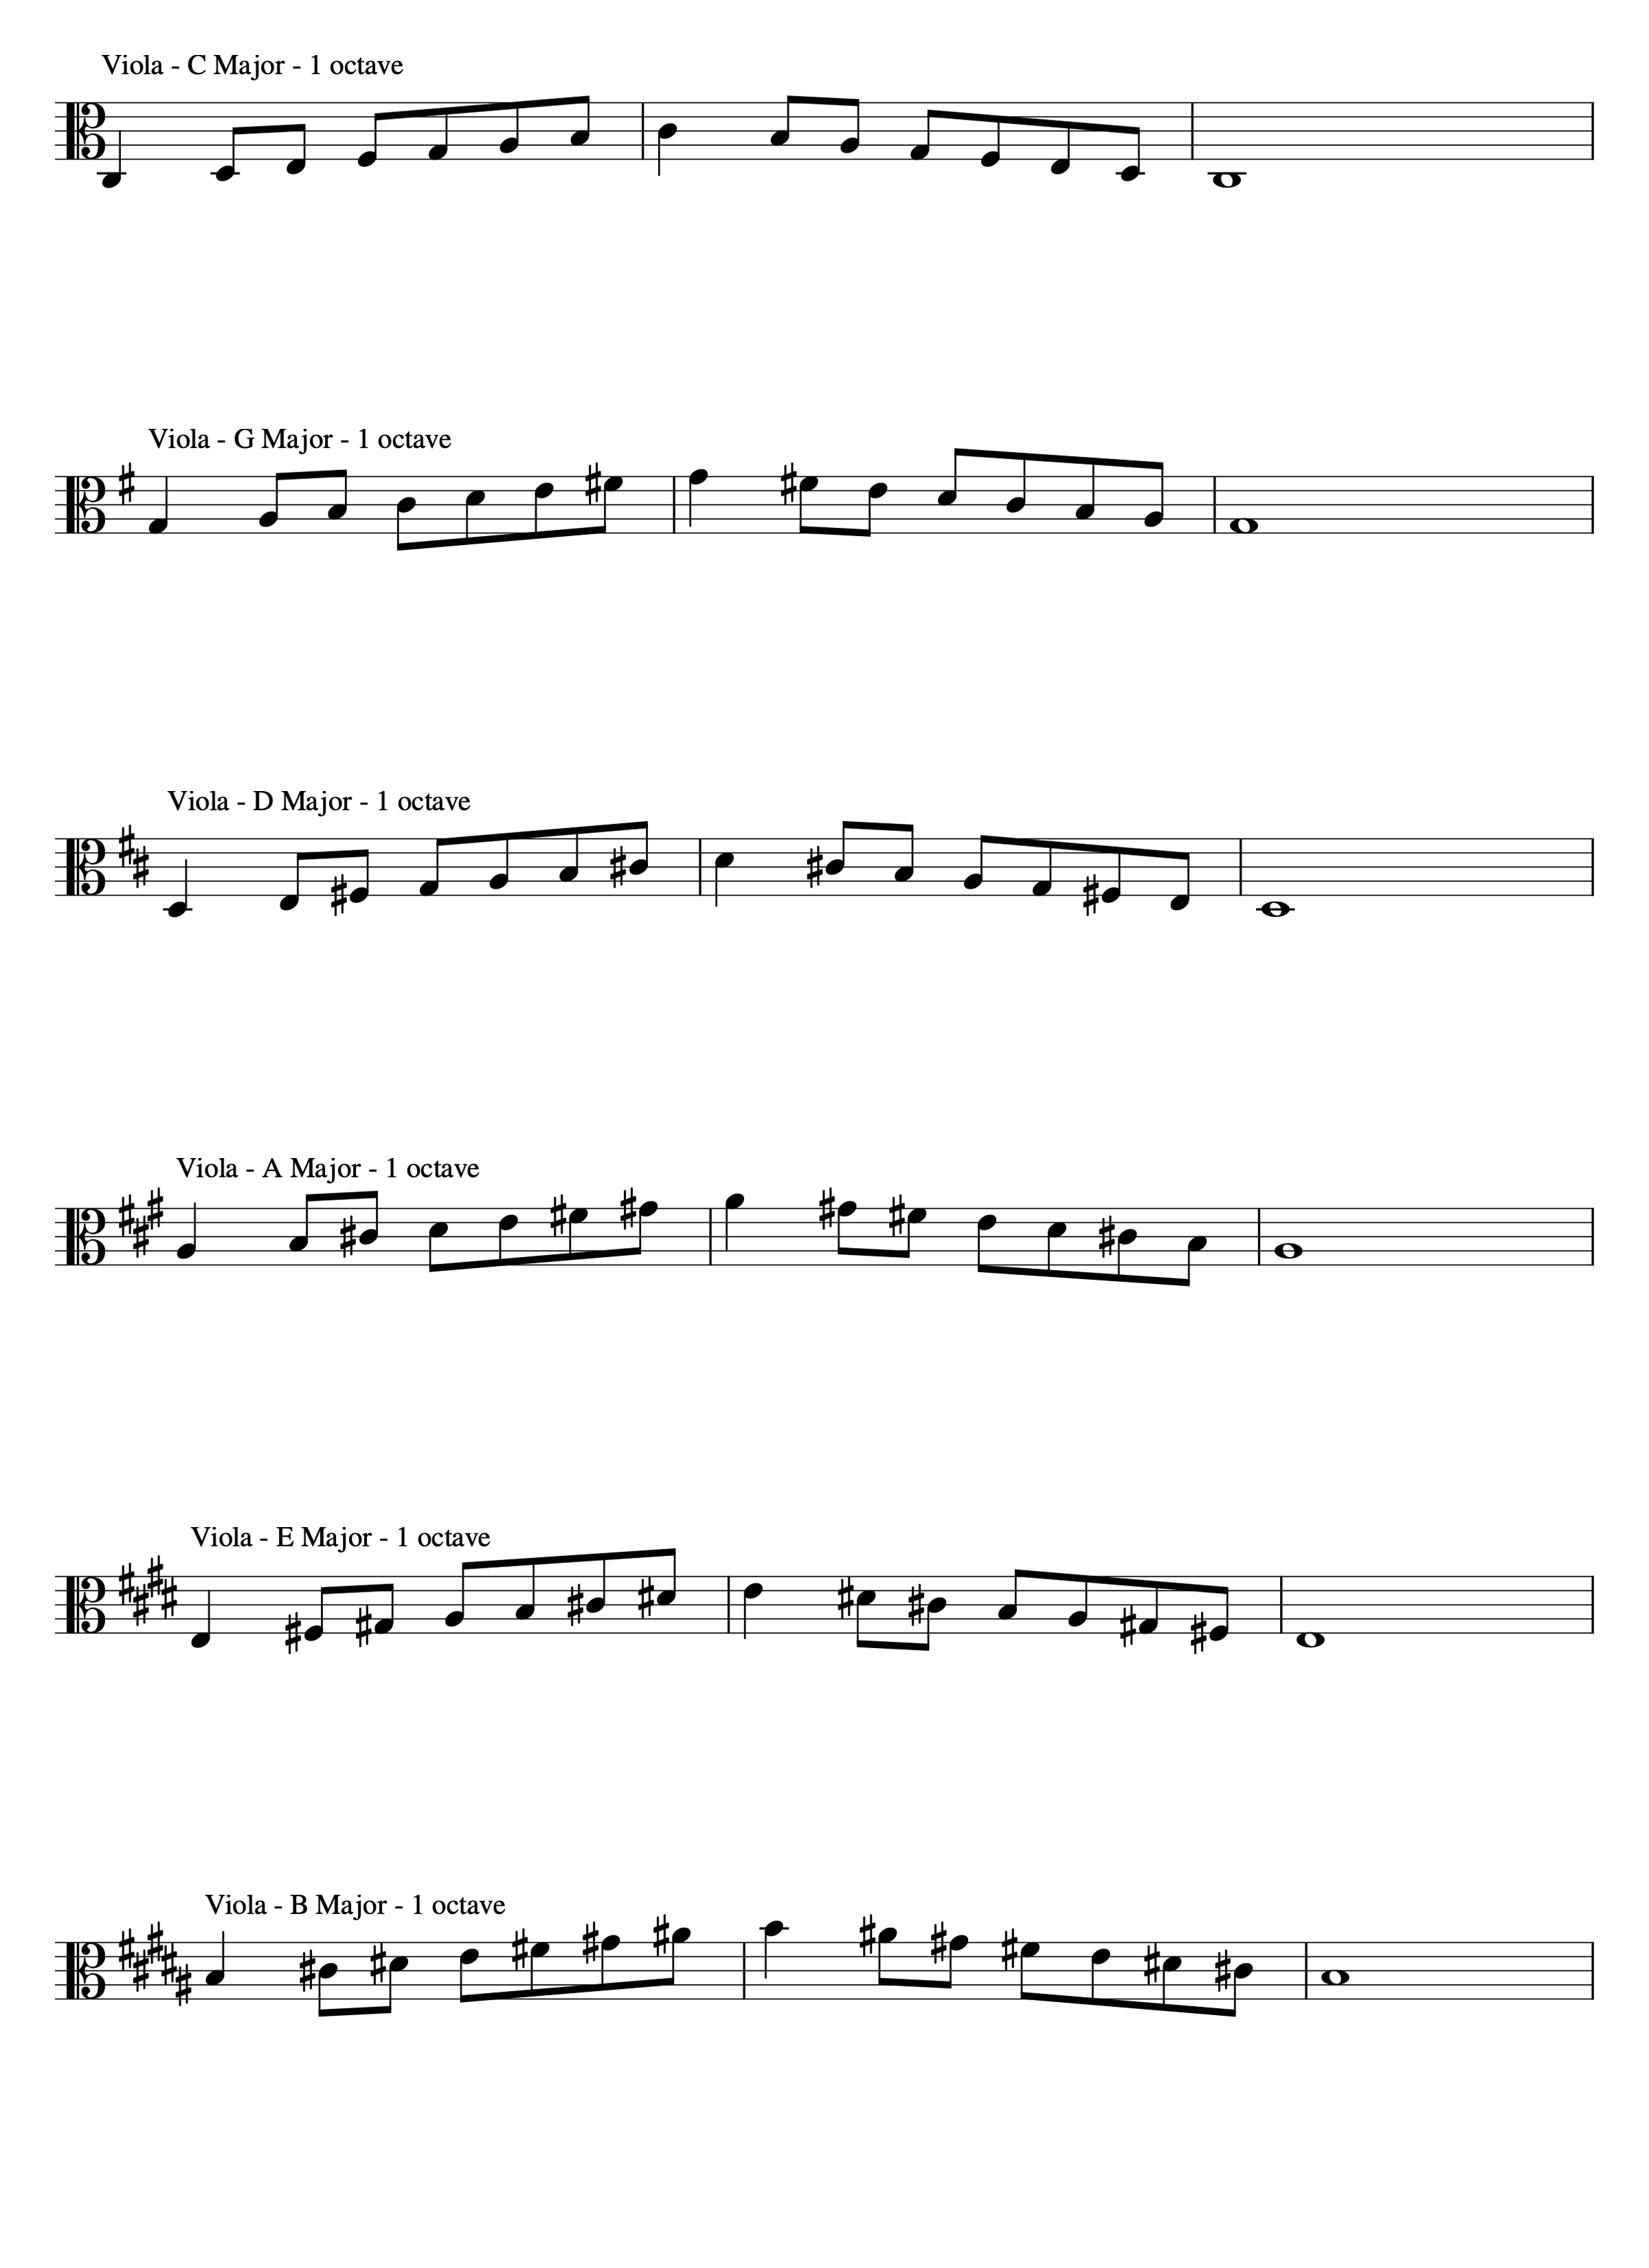 Viola - C Major - 1 octave
Viola - G Major - 1 octave
Viola - D Major - 1 octave
Viola - A Major - 1 octave
Viola - E Major - 1 octave
Viola - B Major - 1 octave